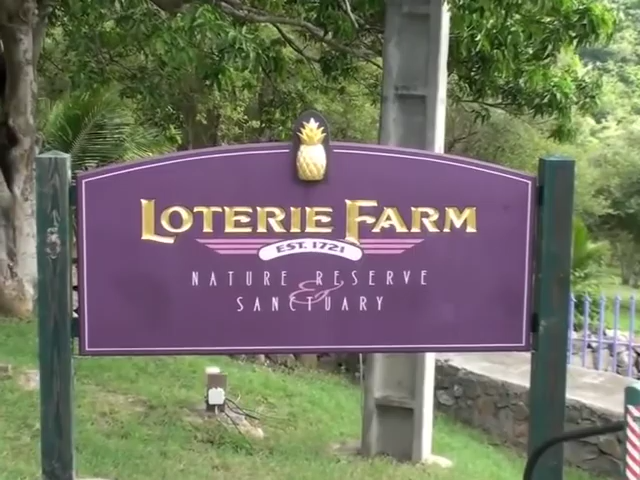 LOTERIE FARM
EST. 1721
NATURE RESERVE
&
SANCTUARY